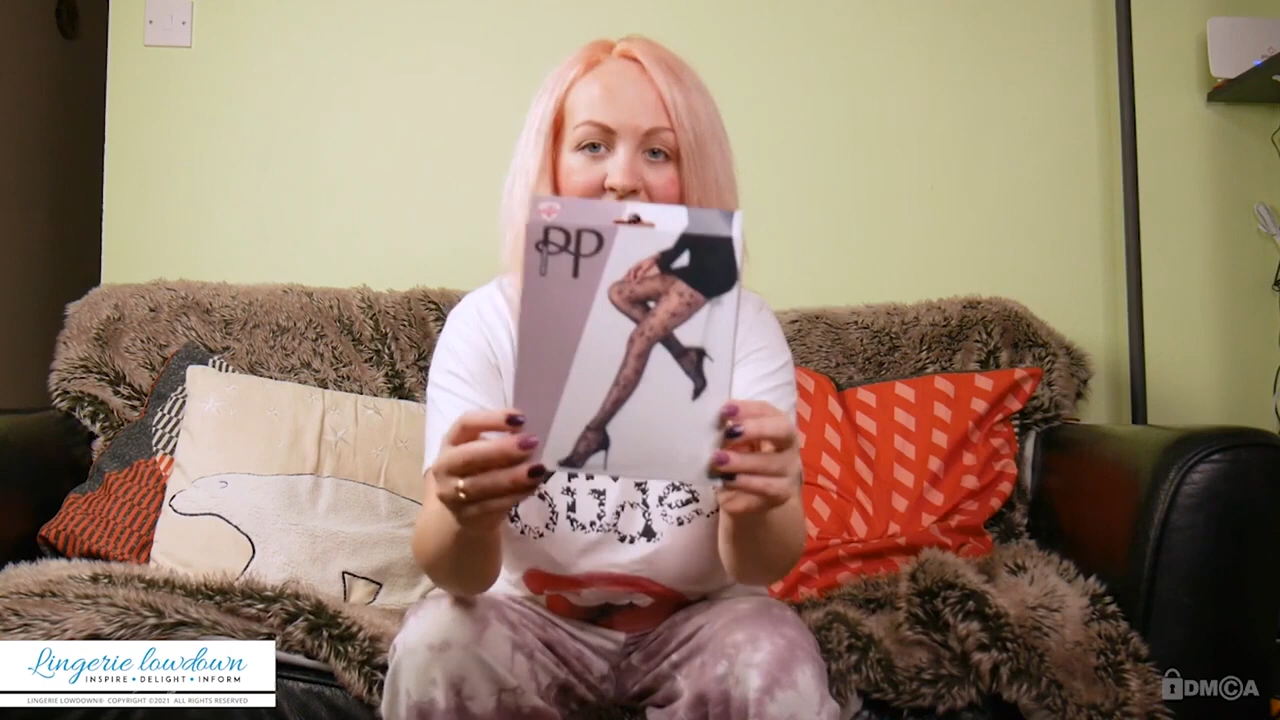 PP
Lingerie lowdown
INSPIRE • DELIGHT • INFORM
LINGERIE LOWDOWN® COPYRIGHT ©2021 ALL RIGHTS RESERVED
DMCA